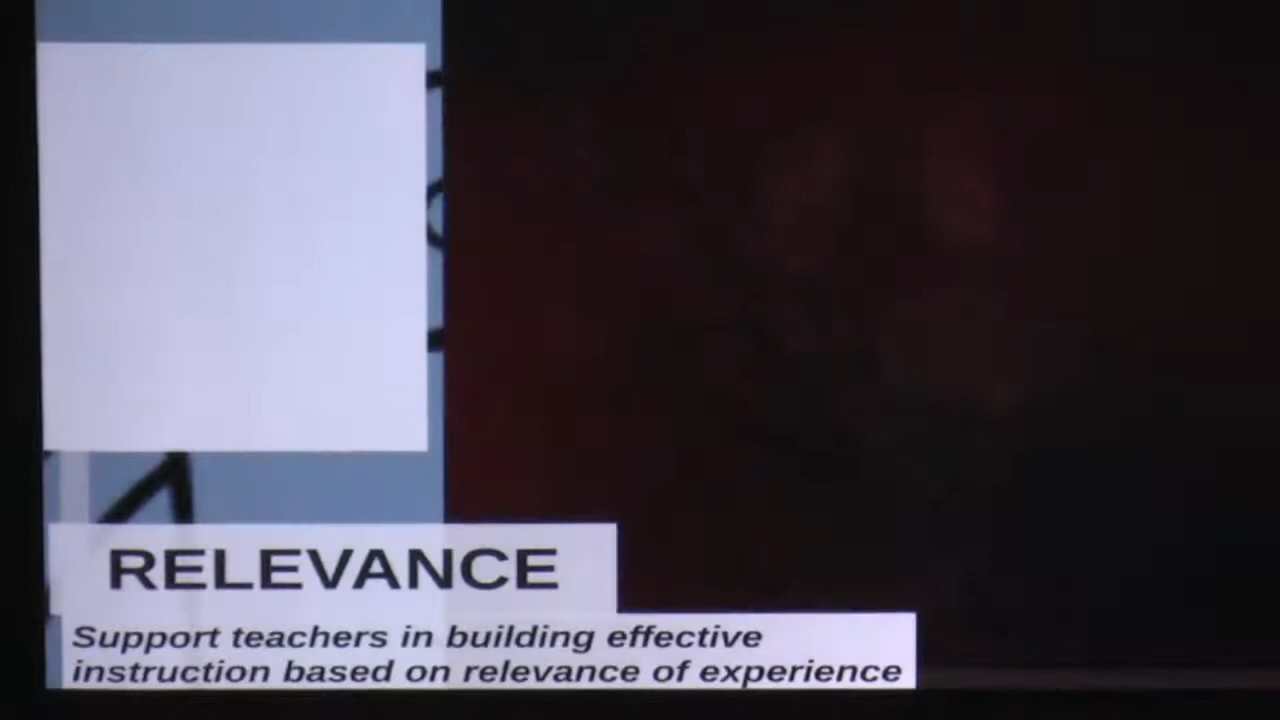 RELEVANCE
Support teachers in building effective
instruction based on relevance of experience